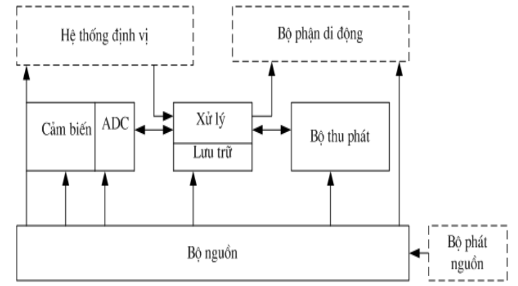 Hệ thống định vị
Bộ phận di động
Cảm biến
ADC
Xử lý
Lưu trữ
Bộ thu phát
Bộ nguồn
Bộ phát
nguồn